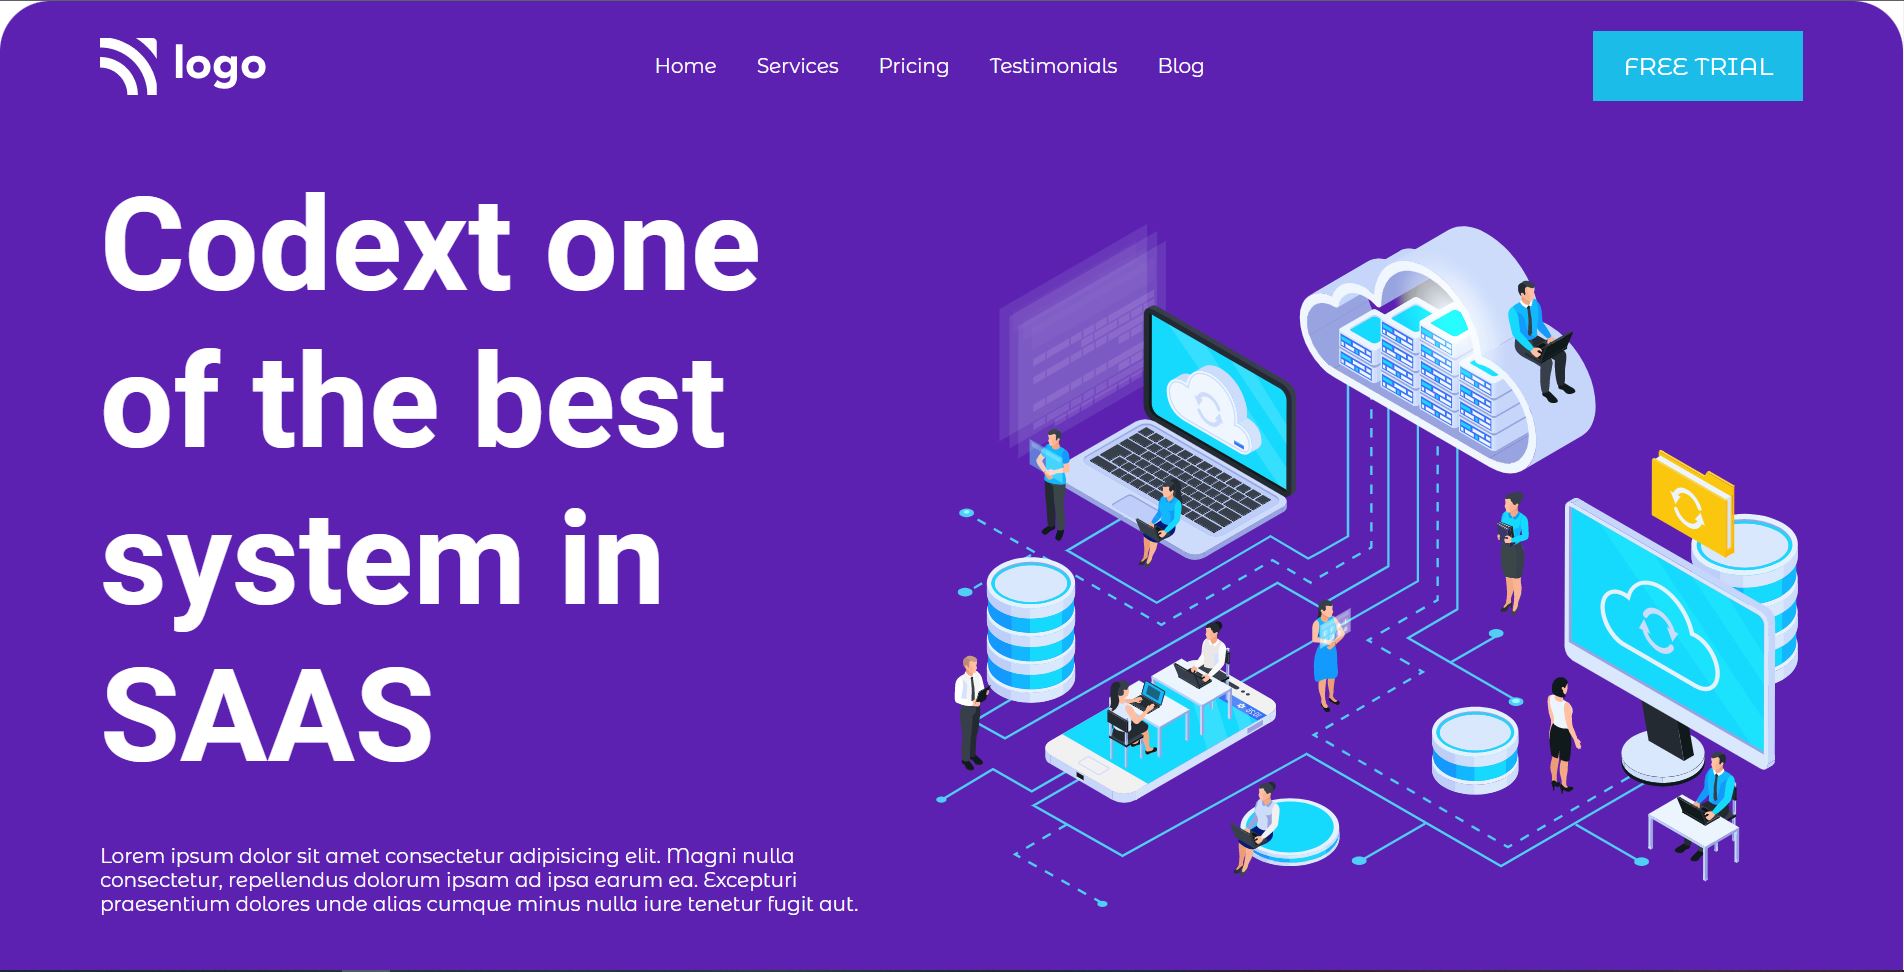 logo
Home Services Pricing Testimonials Blog
FREE TRIAL
Codext one
of the best
system in
SAAS
Lorem ipsum dolor sit amet consectetur adipisicing elit. Magni nulla
consectetur, repellendus dolorum ipsam ad ipsa earum ea. Excepturi
praesentium dolores unde alias cumque minus nulla iure tenetur fugit aut.